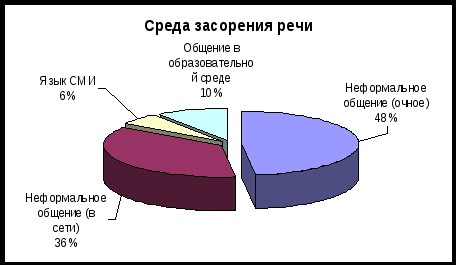 Среда засорения речи
Общение в
образовательно
й среде
10%
Язык СМИ
6%
Неформальное
общение (очное)
48%
Неформальное
общение (в
сети)
36%